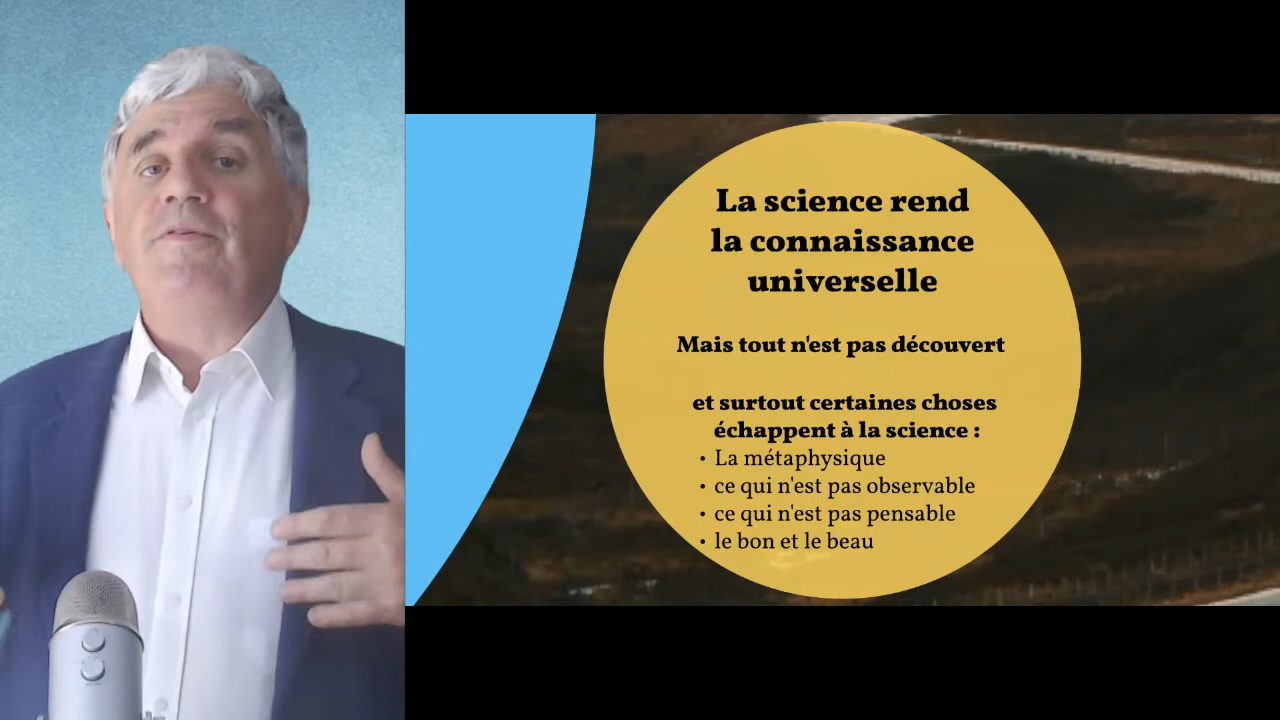 La science rend
la connaissance
universelle
Mais tout n'est pas découvert
et surtout certaines choses
échappent à la science :
• La métaphysique
• ce qui n'est pas observable
• ce qui n'est pas pensable
• le bon et le beau